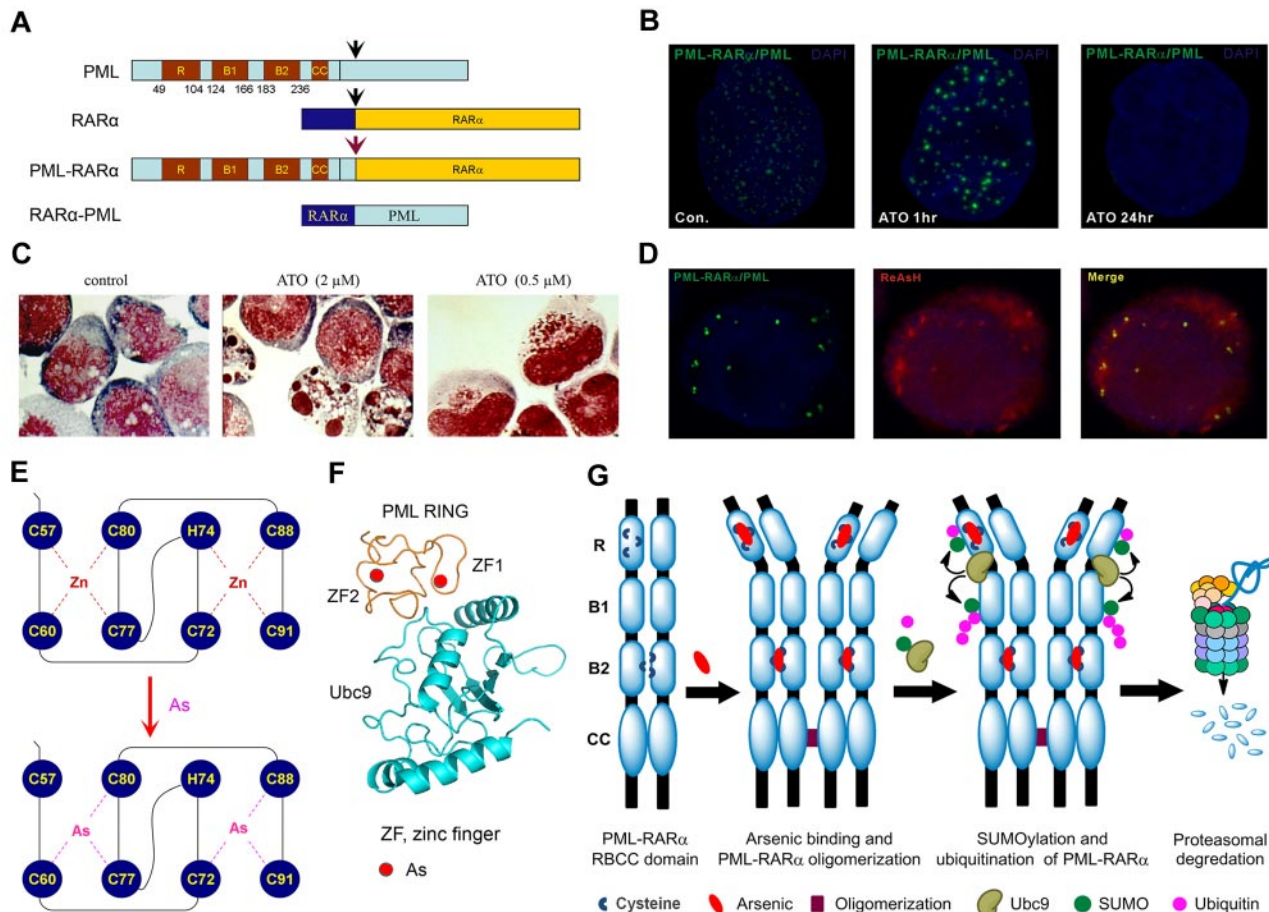 A
PML
R
B1
B2
CC
49
104
124
166
183
236
RARα
RARα
PML-RARα
R
B1
B2
CC
RARα
RARα-PML
RARα
PML
B
PML-RARα/PML
DAPI
Con.
PML-RARα/PML
DAPI
ATO 1hr
PML-RARα/PML
DAPI
ATO 24hr
C
control
ATO (2 µM)
ATO (0.5 µM)
D
PML-RARα/PML
ReAsH
Merge
E
C57
C80
H74
C88
Zn
Zn
C60
C77
C72
C91
As
C57
C80
H74
C88
As
As
C60
C77
C72
C91
F
PML RING
ZF1
ZF2
Ubc9
ZF, zinc finger
As
G
R
B1
B2
CC
PML-RARα
RBCC domain
Arsenic binding and
PML-RARα oligomerization
SUMOylation and
ubiquitination of PML-RARα
Proteasomal
degredation
Cysteine
Arsenic
Oligomerization
Ubc9
SUMO
Ubiquitin